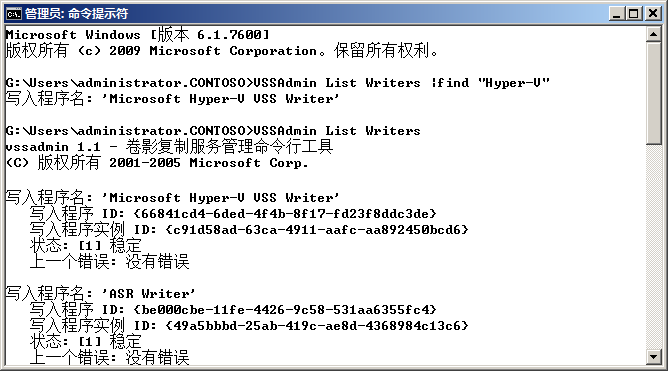 管理员: 命令提示符
Microsoft Windows [版本 6.1.7600]
版权所有 (c) 2009 Microsoft Corporation。保留所有权利。
G:\Users\administrator.CONTOSO>VSSAdmin List Writers |find "Hyper-V"
写入程序名: 'Microsoft Hyper-V VSS Writer'
G:\Users\administrator.CONTOSO>VSSAdmin List Writers
vssadmin 1.1 - 卷影复制服务管理命令行工具
(C) 版权所有 2001-2005 Microsoft Corp.
写入程序名: 'Microsoft Hyper-V VSS Writer'
写入程序 ID: {66841cd4-6ded-4f4b-8f17-fd23f8ddc3de}
写入程序实例 ID: {c91d58ad-63ca-4911-aafc-aa892450bcd6}
状态: [1] 稳定
上一个错误: 没有错误
写入程序名: 'ASR Writer'
写入程序 ID: {be000cbe-11fe-4426-9c58-531aa6355fc4}
写入程序实例 ID: {49a5bbbd-25ab-419c-ae8d-4368984c13c6}
状态: [1] 稳定
上一个错误: 没有错误